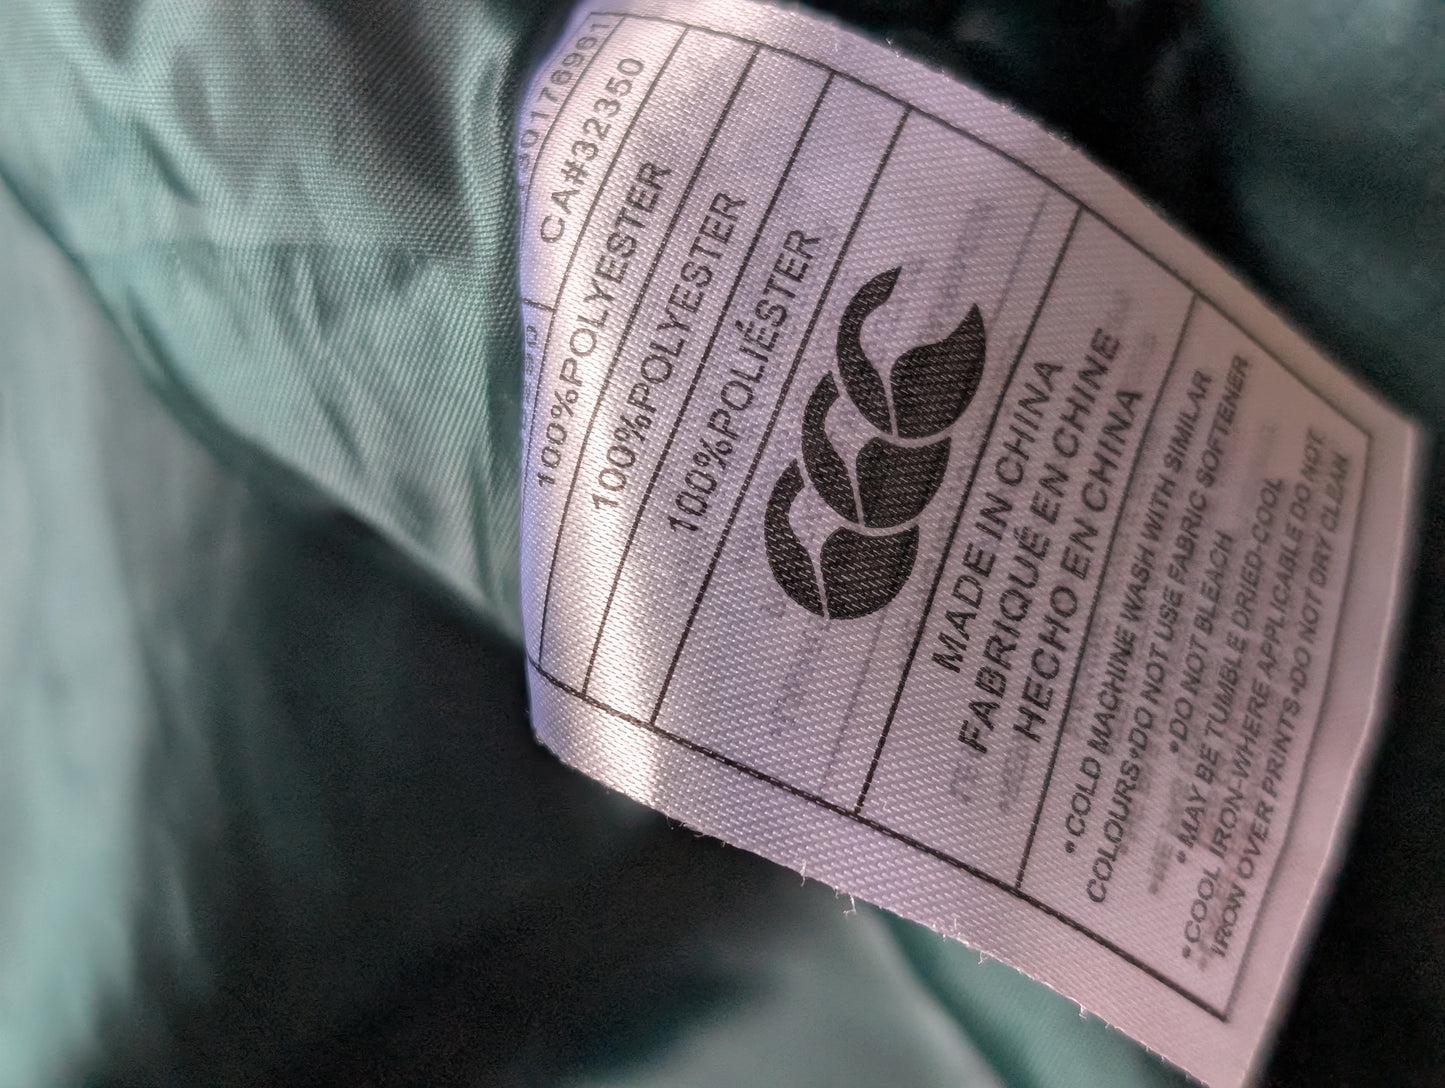 CA#32350
100%POLYESTER
100%POLYESTER
100%POLIÉSTER
MADE IN CHINA
FABRIQUÉ EN CHINE
HECHO EN CHINA
•COLD MACHINE WASH WITH SIMILAR
COLOURS•DO NOT USE FABRIC SOFTENER
•DO NOT BLEACH
•MAY BE TUMBLE DRIED-COOL
•COOL IRON-WHERE APPLICABLE DO NOT
IRON OVER PRINTS•DO NOT DRY CLEAN